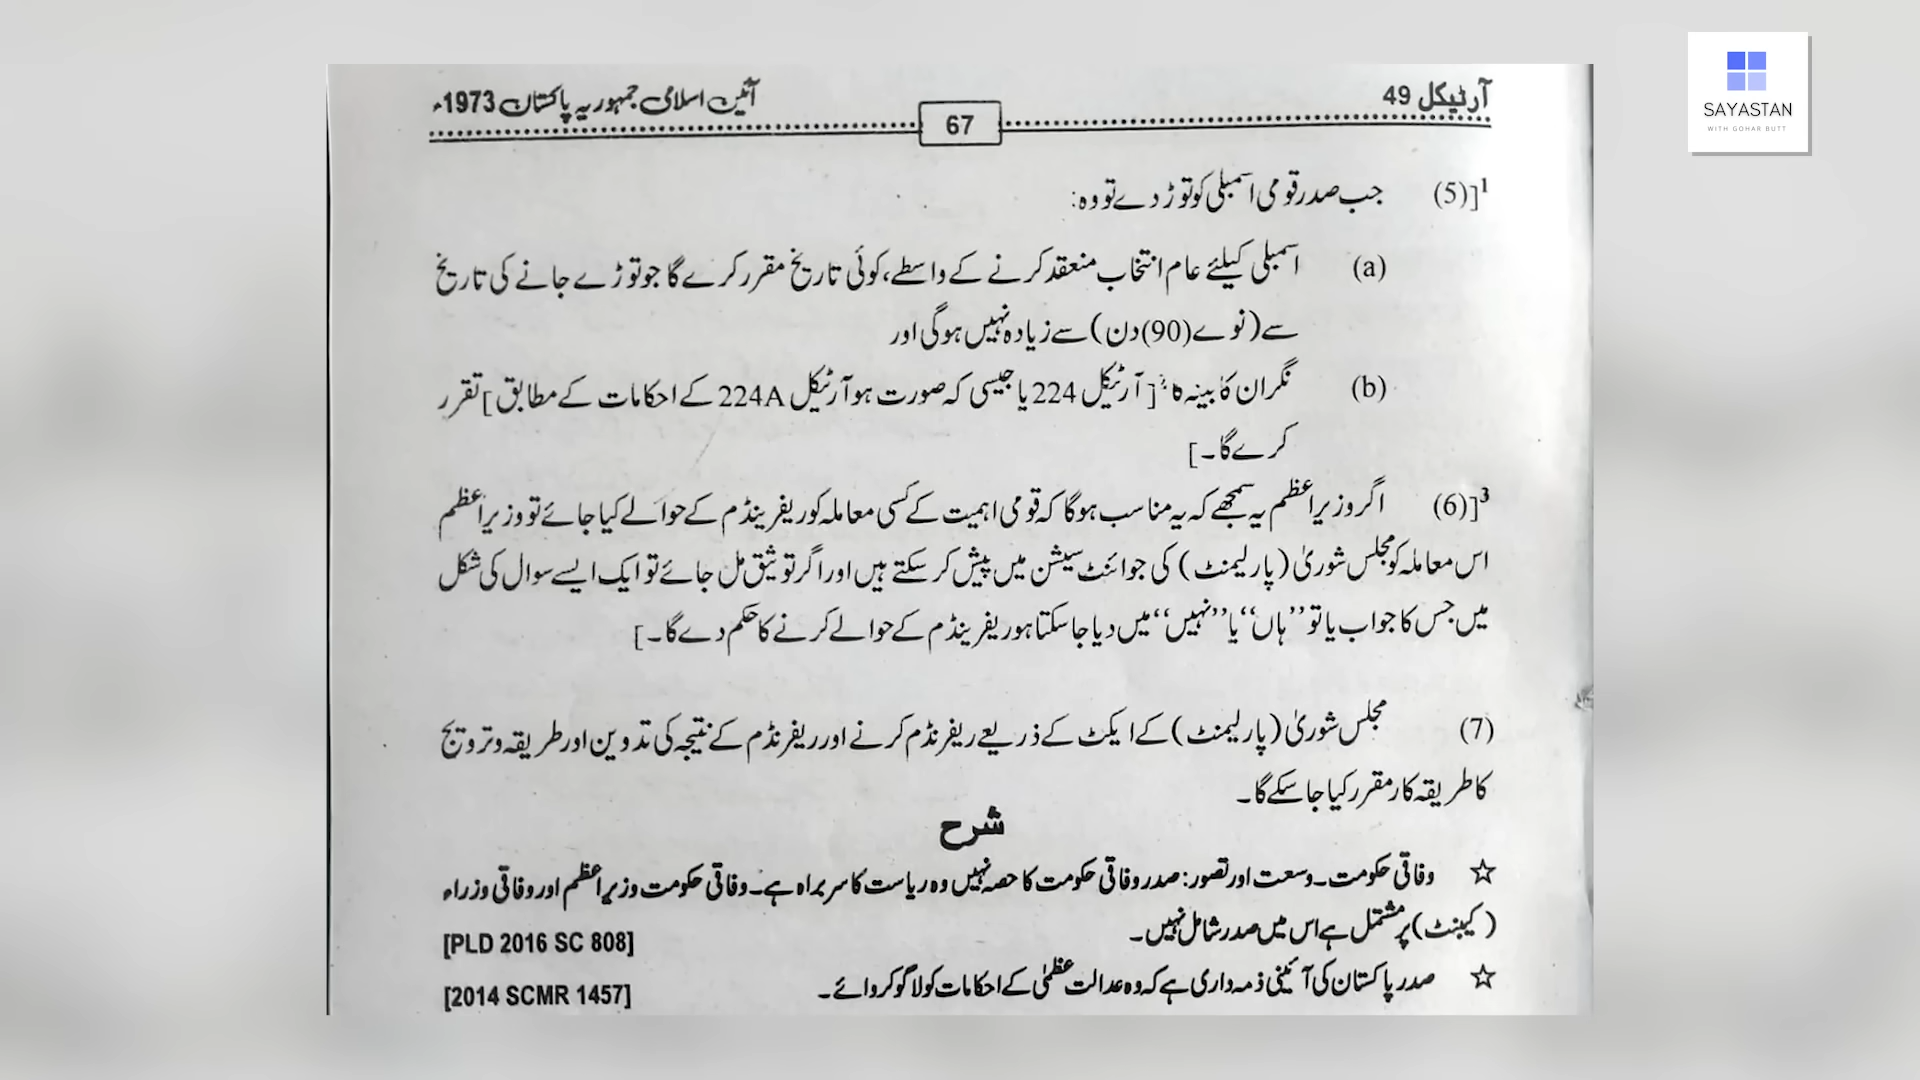 آرٹیکل 49
67
آئین اسلامی جمہوریہ پاکستان 1973ء
SAYASTAN
WITH GOHAR BUTT
1[(5) جب صدر قومی اسمبلی کو توڑ دے تو وہ:
(a) اسمبلی کیلئے عام انتخاب منعقد کرنے کے واسطے، کوئی تاریخ مقرر کرے گا جو توڑے جانے کی تاریخ
سے (نوے (90) دن) سے زیادہ نہیں ہوگی اور
(b) نگران کابینہ کا [آرٹیکل 224 یا جیسی کہ صورت ہو آرٹیکل 224A کے احکامات کے مطابق] تقرر
کرے گا۔]
3[(6) اگر وزیراعظم یہ سمجھے کہ یہ مناسب ہوگا کہ قومی اہمیت کے کسی معاملہ کو ریفرینڈم کے حوالے کیا جائے تو وزیراعظم
اس معاملہ کو مجلس شوریٰ (پارلیمنٹ) کی جوائنٹ سیشن میں پیش کر سکتے ہیں اور اگر توثیق مل جائے تو ایک ایسے سوال کی شکل
میں جس کا جواب یا تو ”ہاں“ یا ”نہیں“ میں دیا جا سکتا ہو ریفرینڈم کے حوالے کرنے کا حکم دے گا۔]
(7) مجلس شوریٰ (پارلیمنٹ) کے ایکٹ کے ذریعے ریفرنڈم کرنے اور ریفرنڈم کے نتیجہ کی تدوین اور طریقہ و ترویج
کا طریقہ کار مقرر کیا جا سکے گا۔
شرح
☆ وفاقی حکومت۔ وسعت اور تصور: صدر وفاقی حکومت کا حصہ نہیں وہ ریاست کا سربراہ ہے۔ وفاقی حکومت وزیراعظم اور وفاقی وزراء
(کیبنٹ) پر مشتمل ہے اس میں صدر شامل نہیں۔ [PLD 2016 SC 808]
☆ صدر پاکستان کی آئینی ذمہ داری ہے کہ وہ عدالت عظمیٰ کے احکامات کو لاگو کروائے۔ [2014 SCMR 1457]